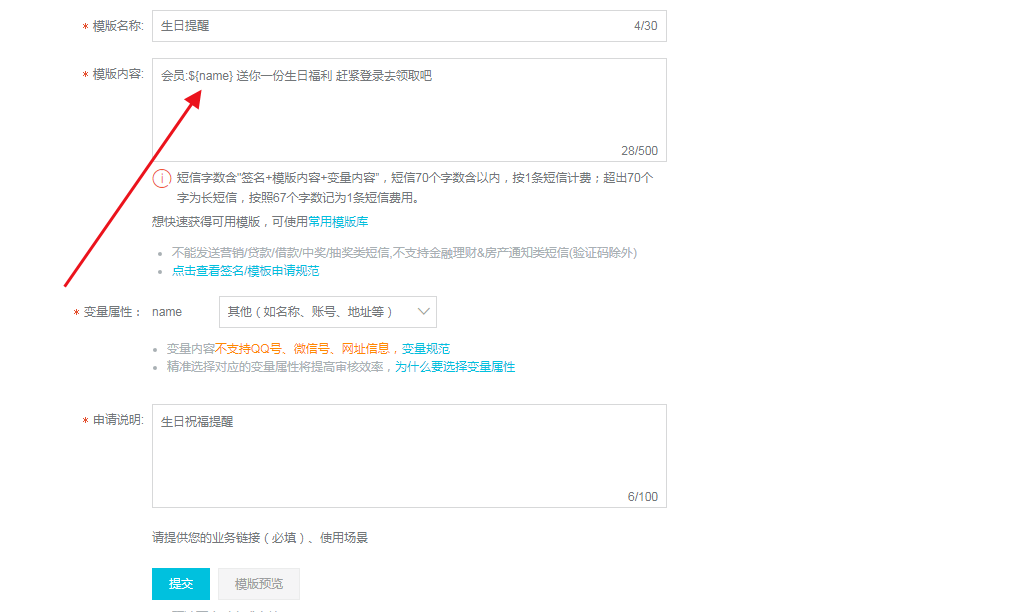 * 模版名称: 生日提醒 4/30
* 模版内容: 会员:${name} 送你一份生日福利 赶紧登录去领取吧
28/500
短信字数含"签名+模版内容+变量内容"，短信70个字数含以内，按1条短信计费；超出70个
字为长短信，按照67个字数记为1条短信费用。
想快速获得可用模版，可使用常用模版库
不能发送营销/贷款/借款/中奖/抽奖类短信,不支持金融理财&房产通知类短信(验证码除外)
点击查看签名/模板申请规范
* 变量属性： name 其他（如名称、账号、地址等）
变量内容不支持QQ号、微信号、网址信息，变量规范
精准选择对应的变量属性将提高审核效率，为什么要选择变量属性
* 申请说明: 生日祝福提醒
6/100
请提供您的业务链接（必填）、使用场景
提交 模版预览